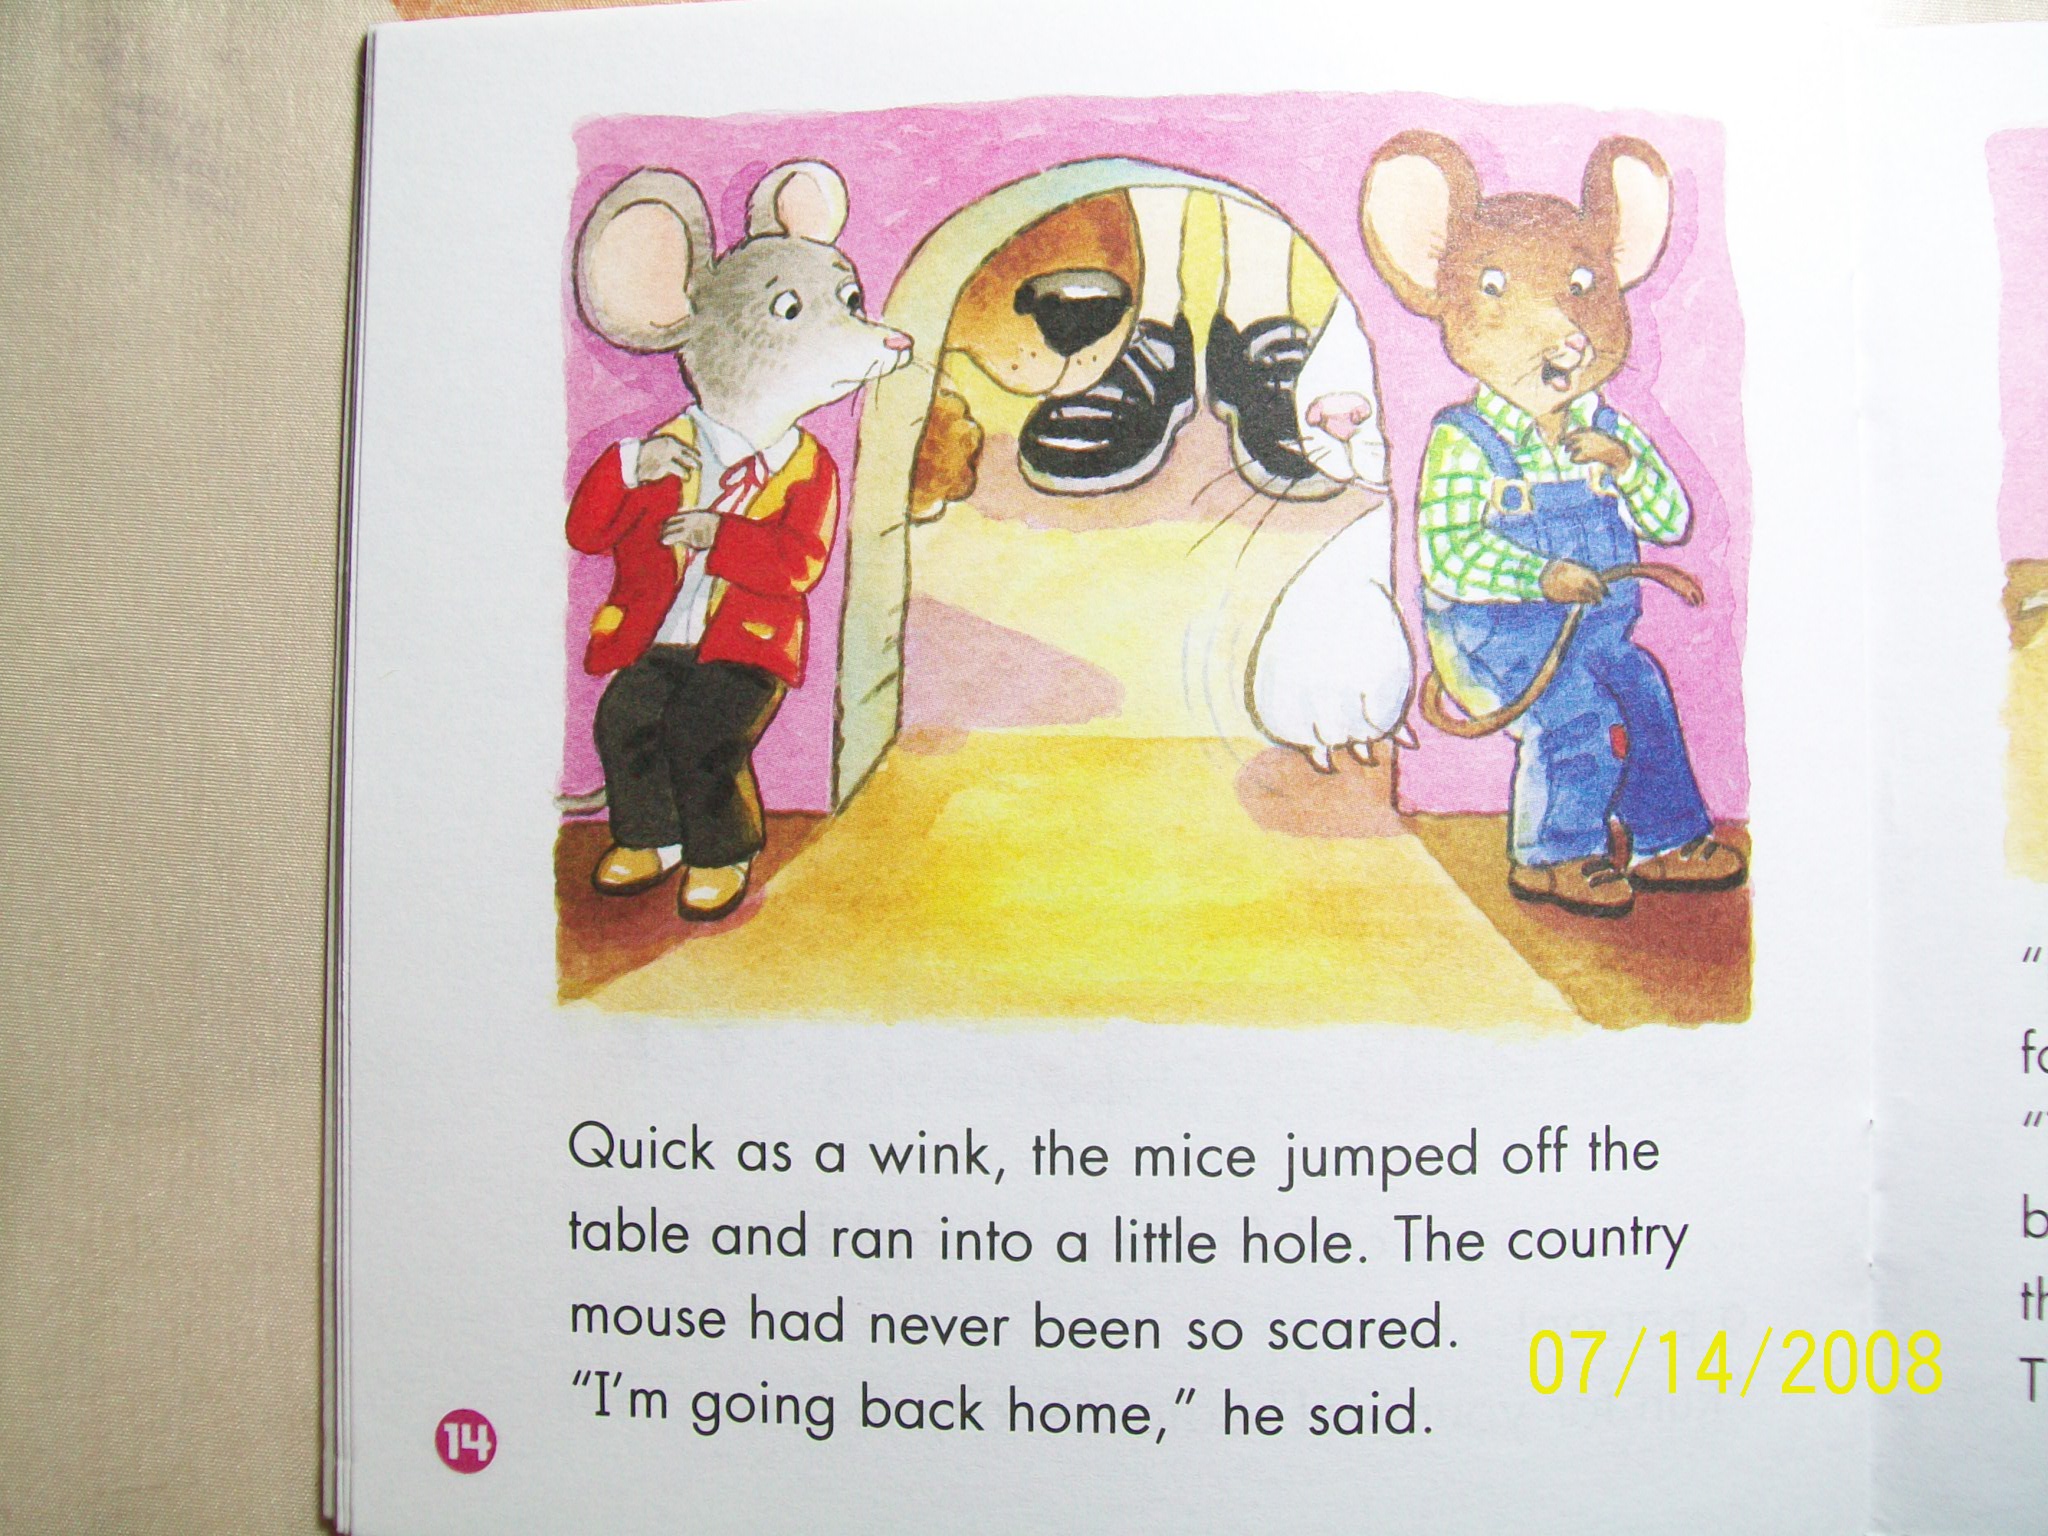 Quick as a wink, the mice jumped off the
table and ran into a little hole. The country
mouse had never been so scared.
“I’m going back home,” he said.
14
07/14/2008